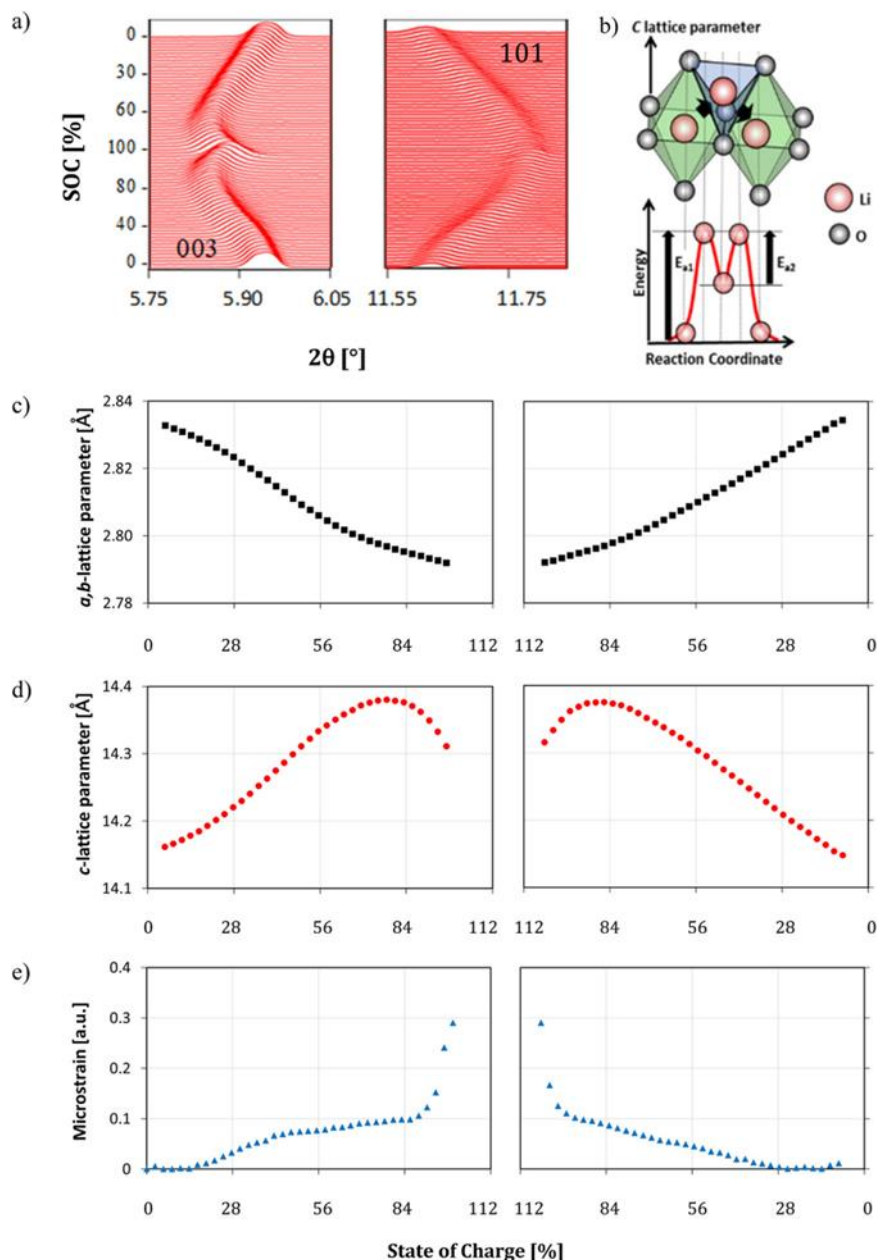 a)
SOC [%]
0
30
60
100
80
40
0
003
101
5.75 5.90 6.05 11.55 11.75
2θ [°]
b)
C lattice parameter
Li
O
Energy
Ea1
Ea2
Reaction Coordinate
c)
a,b-lattice parameter [Å]
2.84
2.82
2.80
2.78
0 28 56 84 112 112 84 56 28 0
d)
c-lattice parameter [Å]
14.4
14.3
14.2
14.1
0 28 56 84 112 112 84 56 28 0
e)
Microstrain [a.u.]
0.4
0.3
0.2
0.1
0
0 28 56 84 112 112 84 56 28 0
State of Charge [%]